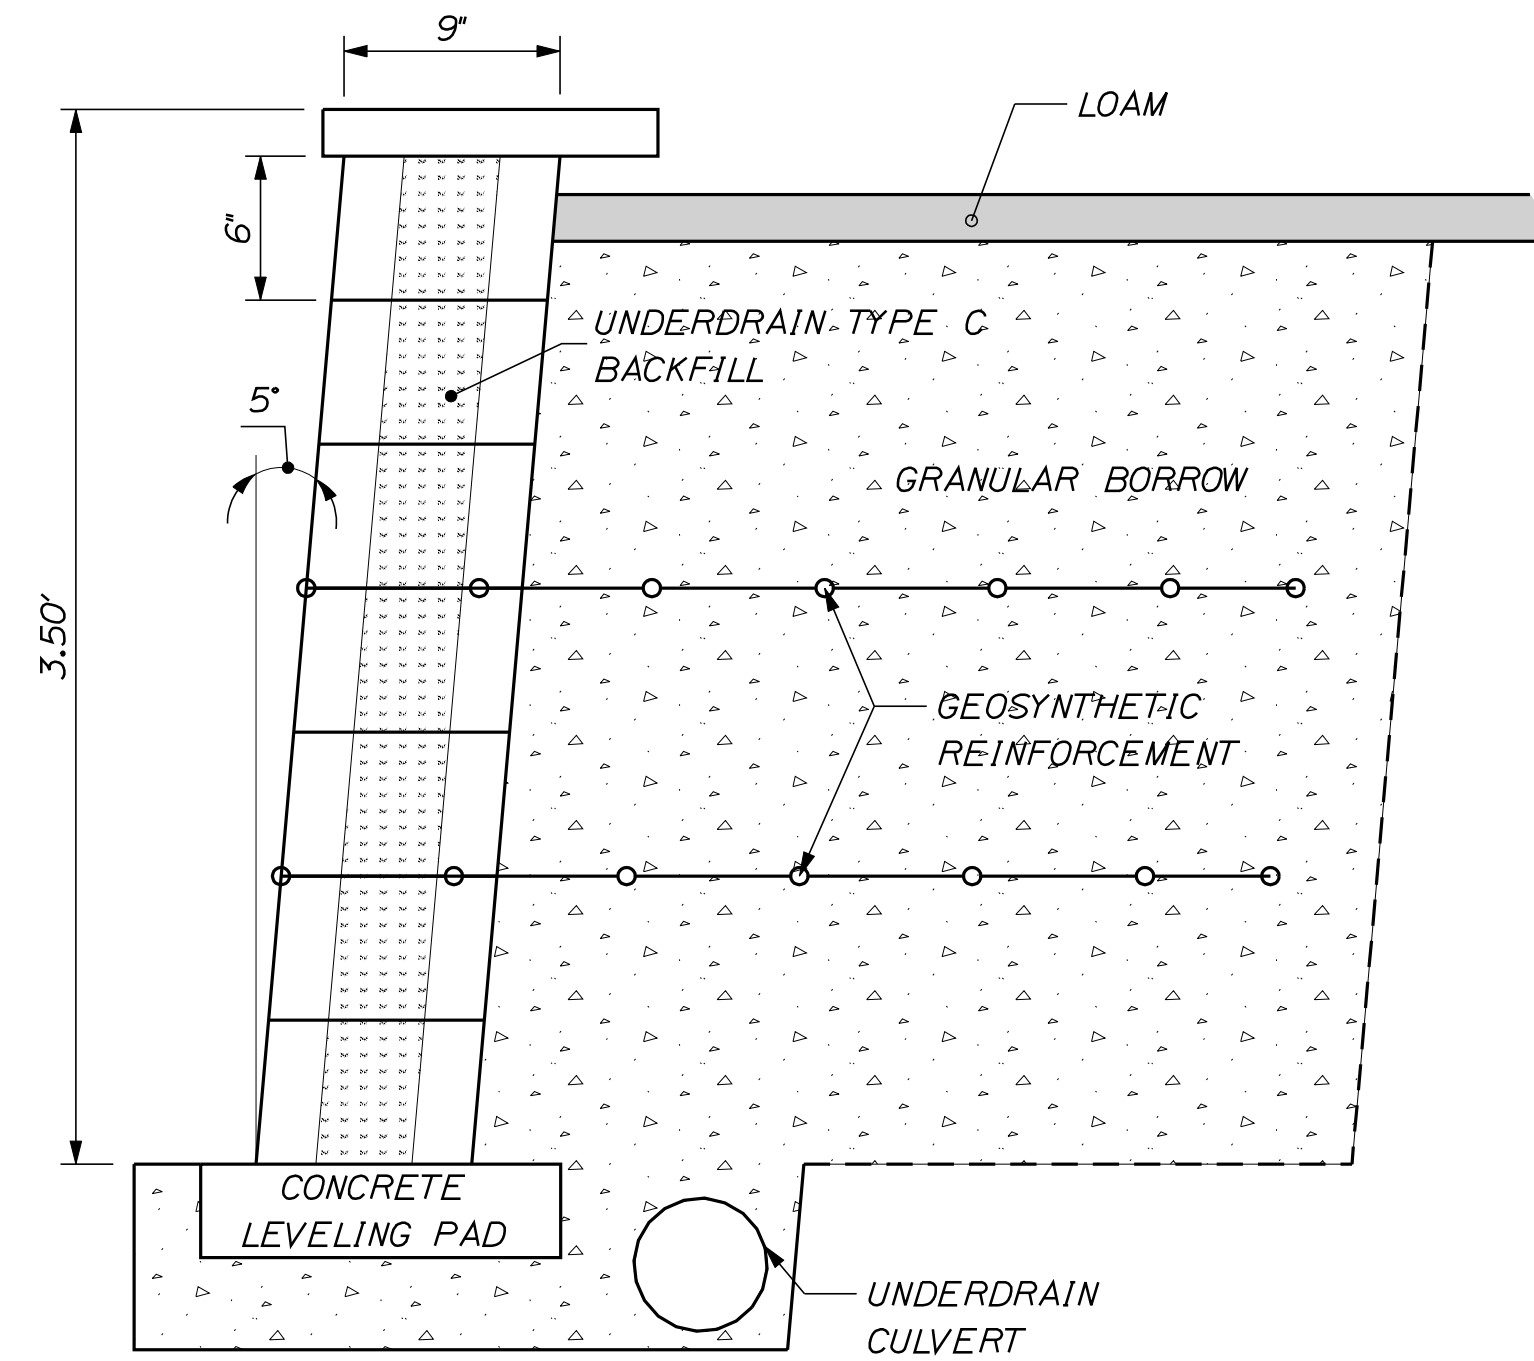 9"
LOAM
6"
UNDERDRAIN TYPE C
BACKFILL
5°
GRANULAR BORROW
3.50'
GEOSYNTHETIC
REINFORCEMENT
CONCRETE
LEVELING PAD
UNDERDRAIN
CULVERT